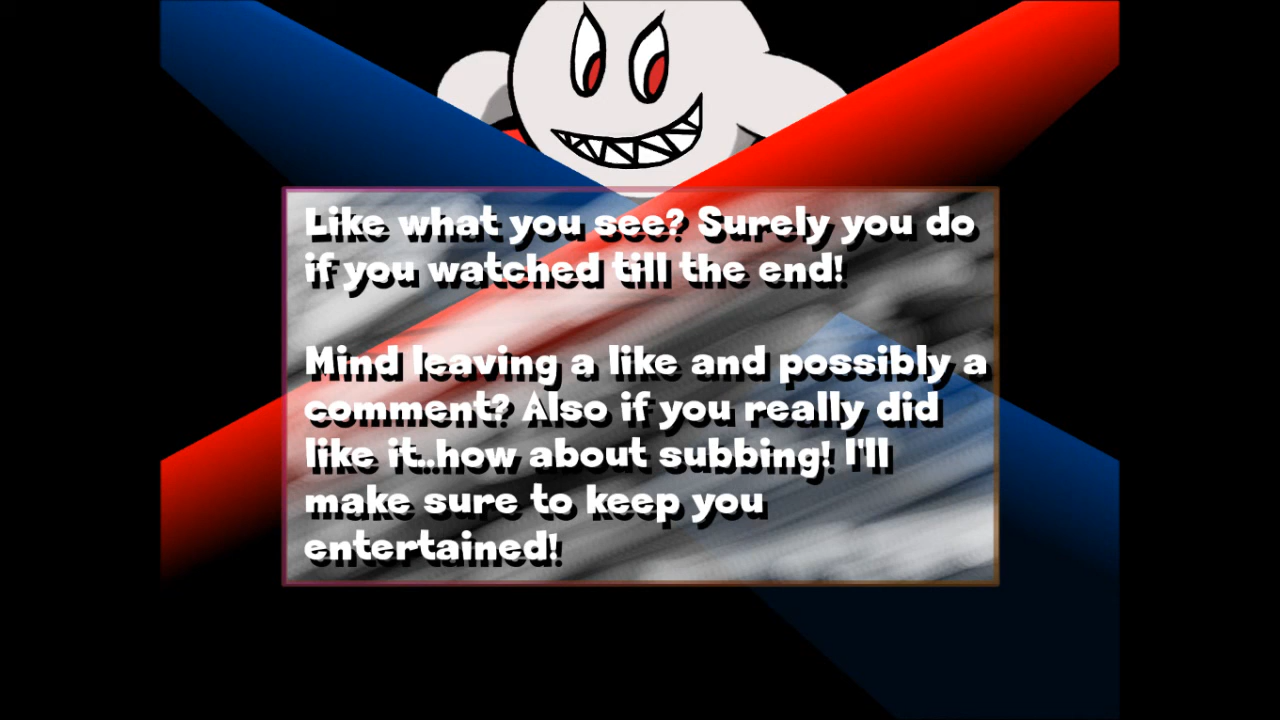 Like what you see? Surely you do
if you watched till the end!
Mind leaving a like and possibly a
comment? Also if you really did
like it..how about subbing! I'll
make sure to keep you
entertained!